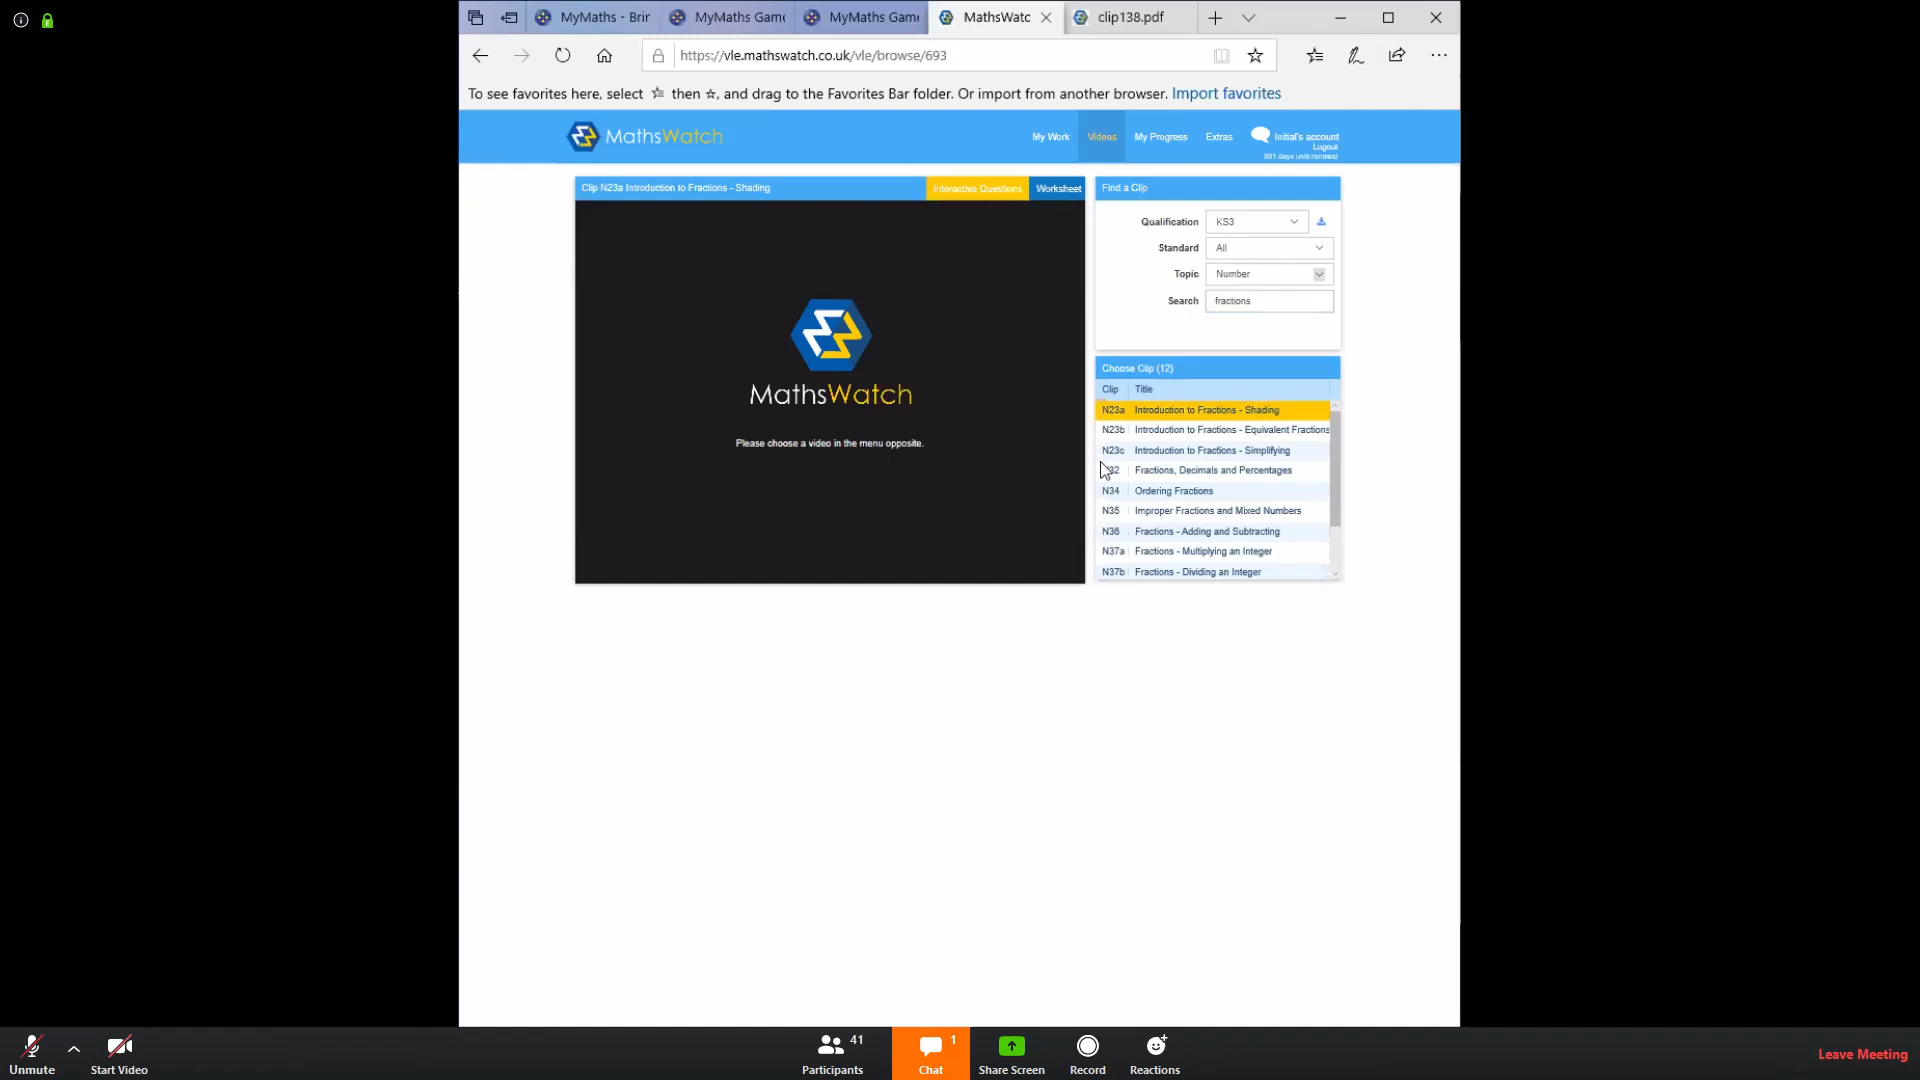 MyMaths - Brir
MyMaths Game
MyMaths Game
MathsWatc
clip138.pdf
https://vle.mathswatch.co.uk/vle/browse/693
To see favorites here, select then ☆, and drag to the Favorites Bar folder. Or import from another browser. Import favorites
MathsWatch
My Work
Videos
My Progress
Extras
Initial's account
Logout
301 days until renewal
Clip N23a Introduction to Fractions - Shading
Interactive Questions
Worksheet
Find a Clip
Qualification KS3
Standard All
Topic Number
Search fractions
MathsWatch
Please choose a video in the menu opposite.
Choose Clip (12)
Clip Title
N23a Introduction to Fractions - Shading
N23b Introduction to Fractions - Equivalent Fractions
N23c Introduction to Fractions - Simplifying
32 Fractions, Decimals and Percentages
N34 Ordering Fractions
N35 Improper Fractions and Mixed Numbers
N36 Fractions - Adding and Subtracting
N37a Fractions - Multiplying an Integer
N37b Fractions - Dividing an Integer
Unmute
Start Video
Participants 41
Chat 1
Share Screen
Record
Reactions
Leave Meeting